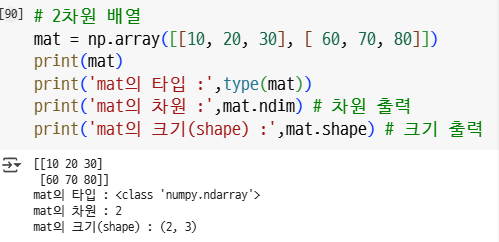 [90]
# 2차원 배열
mat = np.array([[10, 20, 30], [ 60, 70, 80]])
print(mat)
print('mat의 타입 :',type(mat))
print('mat의 차원 :',mat.ndim) # 차원 출력
print('mat의 크기(shape) :',mat.shape) # 크기 출력
[[10 20 30]
 [60 70 80]]
mat의 타입 : <class 'numpy.ndarray'>
mat의 차원 : 2
mat의 크기(shape) : (2, 3)